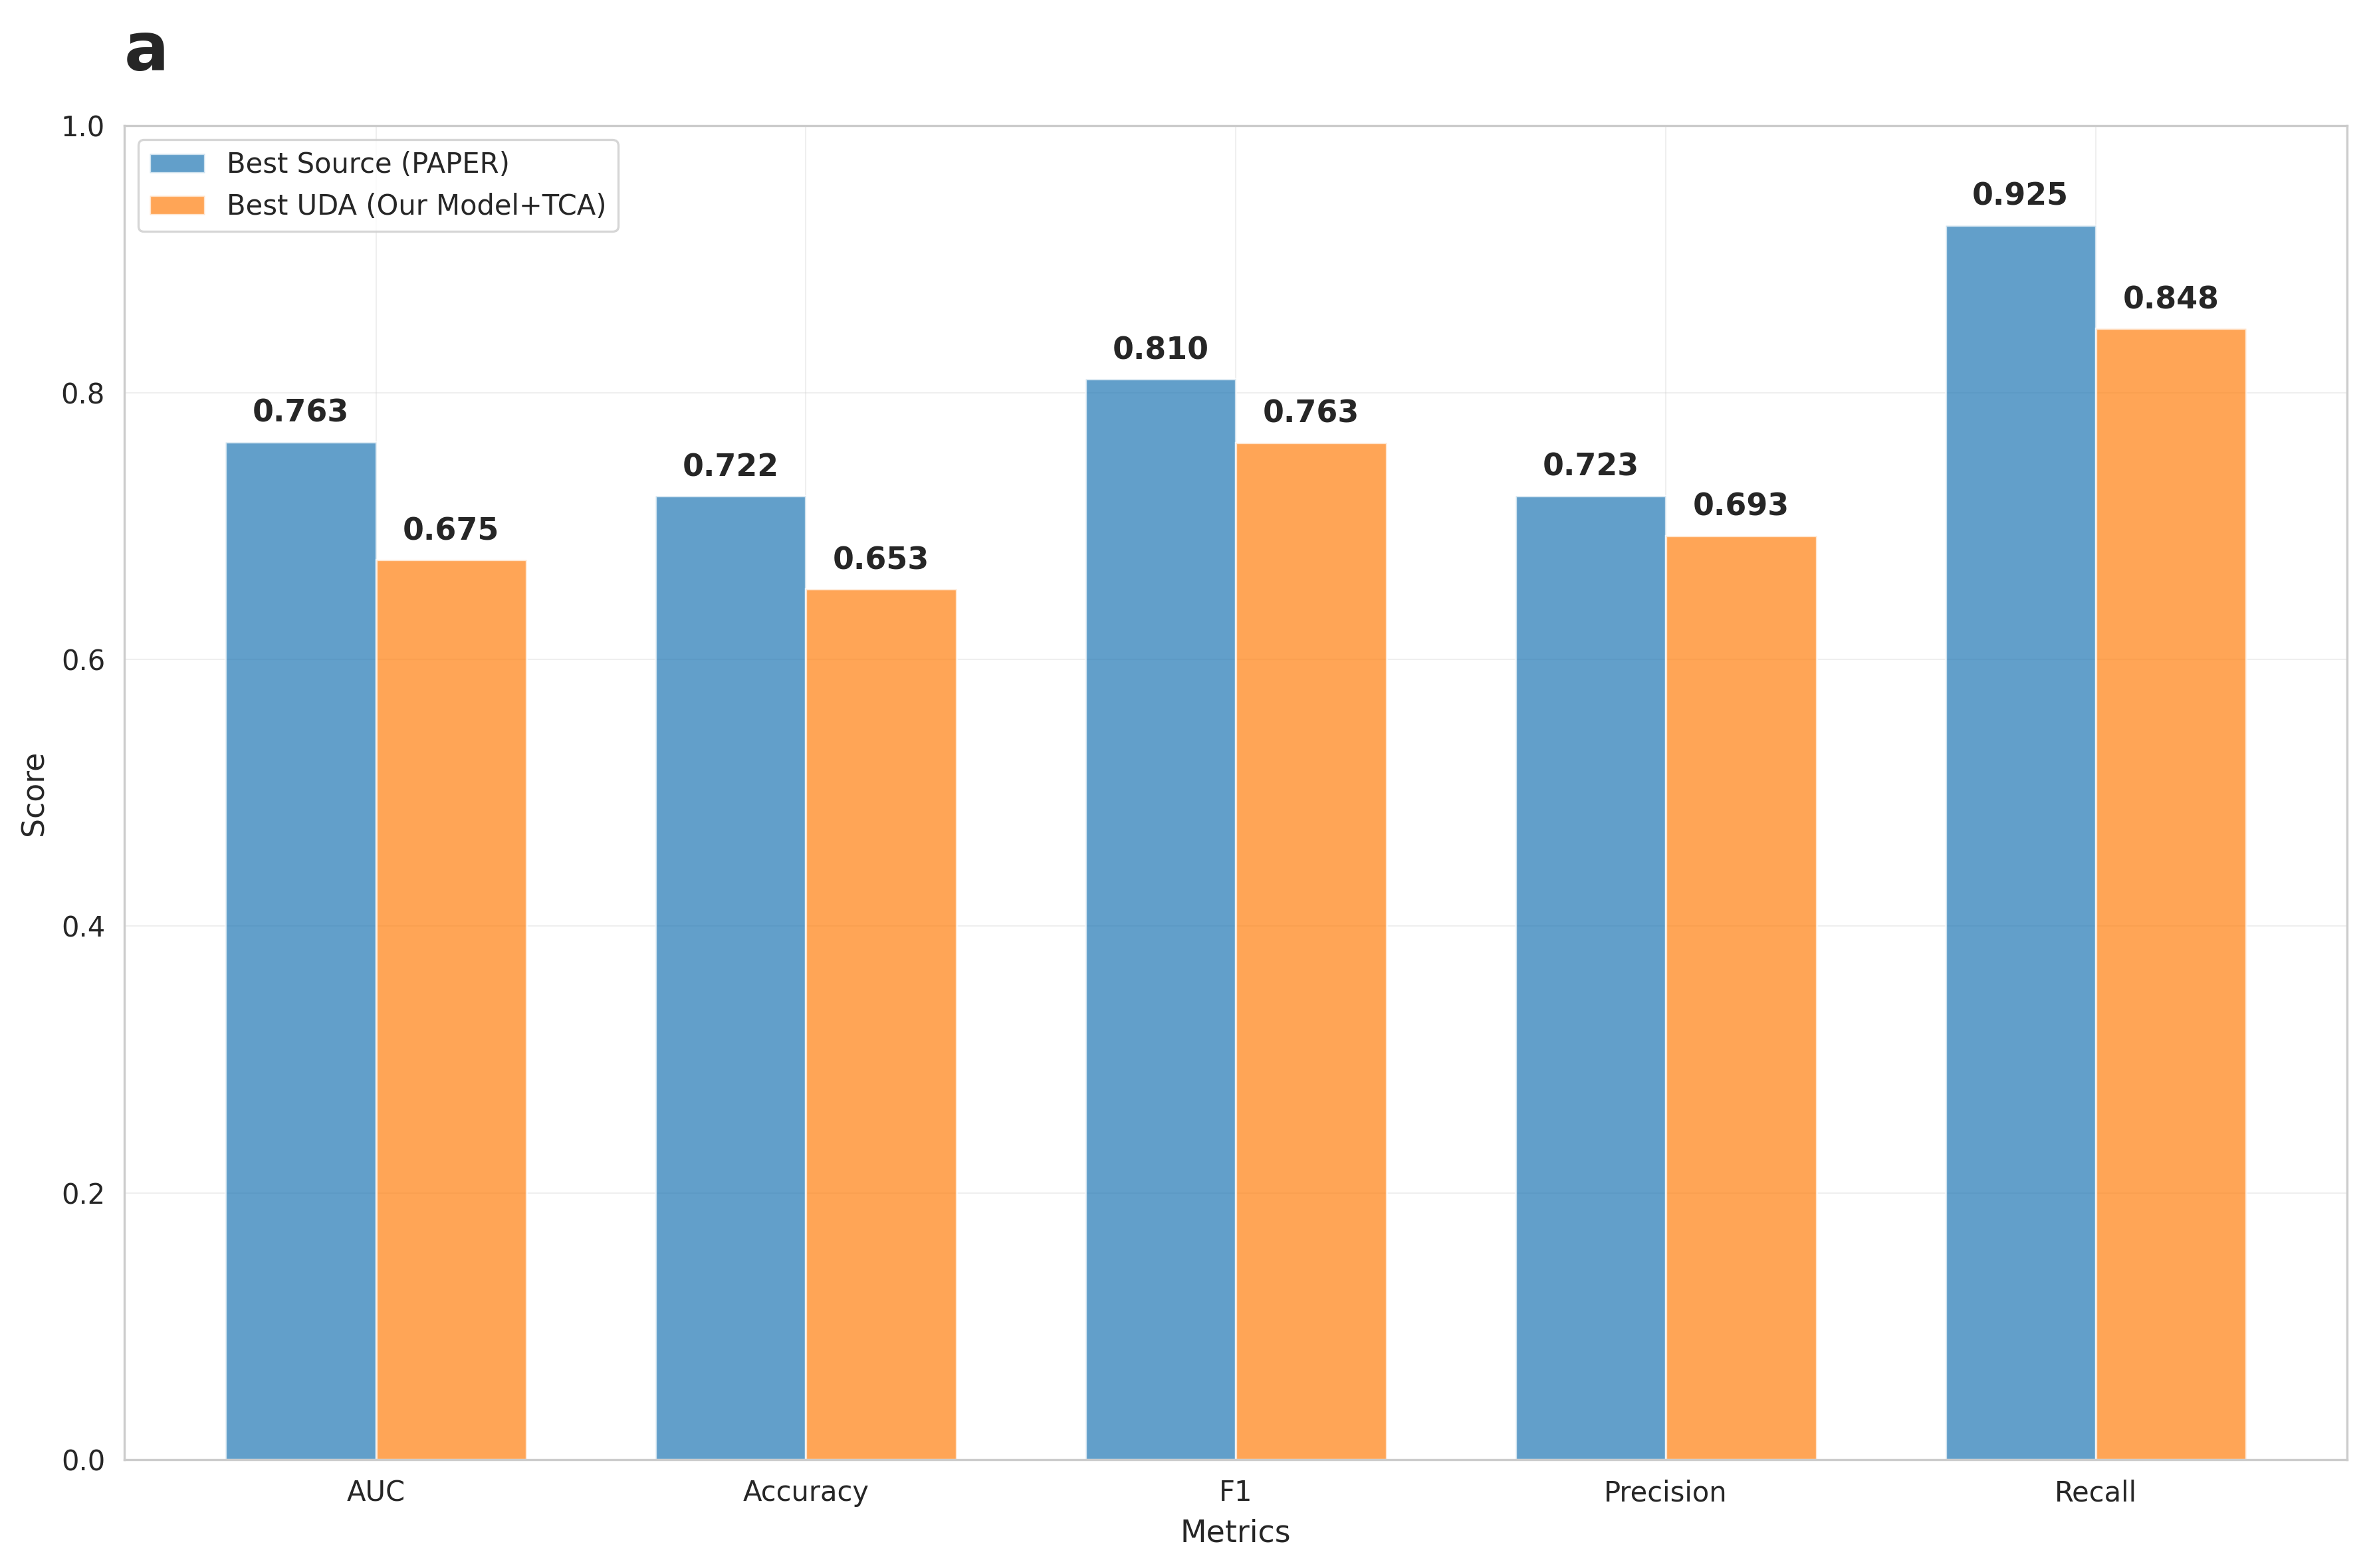 a
1.0
Best Source (PAPER)
Best UDA (Our Model+TCA)
0.925
0.848
0.810
0.8
0.763
0.763
0.722
0.723
0.693
0.675
0.653
0.6
Score
0.4
0.2
0.0
AUC Accuracy F1 Precision Recall
Metrics